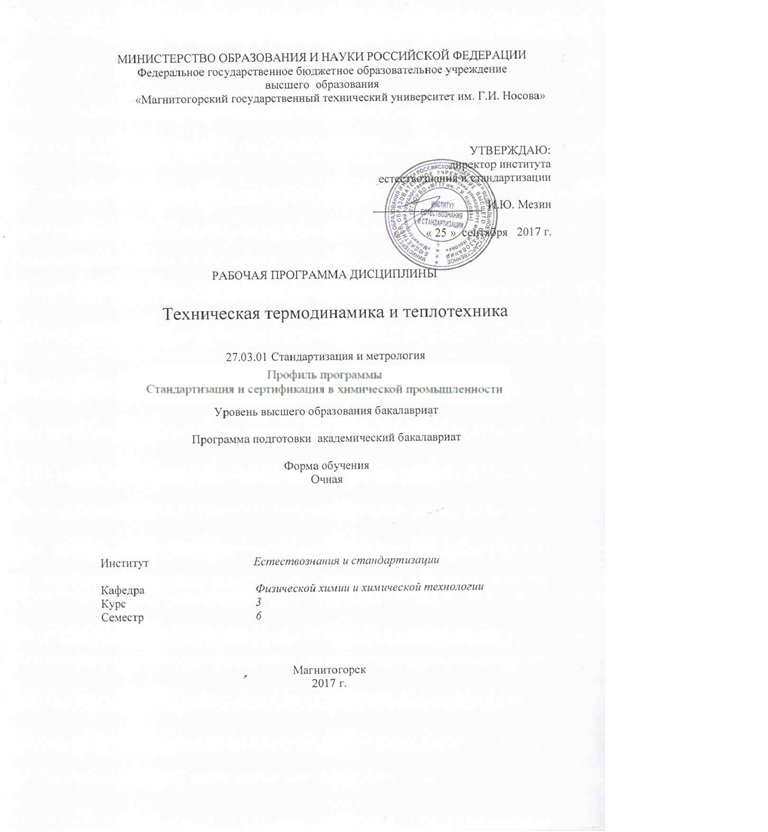 МИНИСТЕРСТВО ОБРАЗОВАНИЯ И НАУКИ РОССИЙСКОЙ ФЕДЕРАЦИИ
Федеральное государственное бюджетное образовательное учреждение
высшего образования
«Магнитогорский государственный технический университет им. Г.И. Носова»
УТВЕРЖДАЮ:
директор института
естествознания и стандартизации
И.Ю. Мезин
ИНСТИТУТ
ЕСТЕСТВОЗНАНИЯ
И СТАНДАРТИЗАЦИИ
« 25 » сентября 2017 г.
РАБОЧАЯ ПРОГРАММА ДИСЦИПЛИНЫ
Техническая термодинамика и теплотехника
27.03.01 Стандартизация и метрология
Профиль программы
Стандартизация и сертификация в химической промышленности
Уровень высшего образования бакалавриат
Программа подготовки академический бакалавриат
Форма обучения
Очная
Институт Естествознания и стандартизации
Кафедра Физической химии и химической технологии
Курс 3
Семестр 6
Магнитогорск
2017 г.